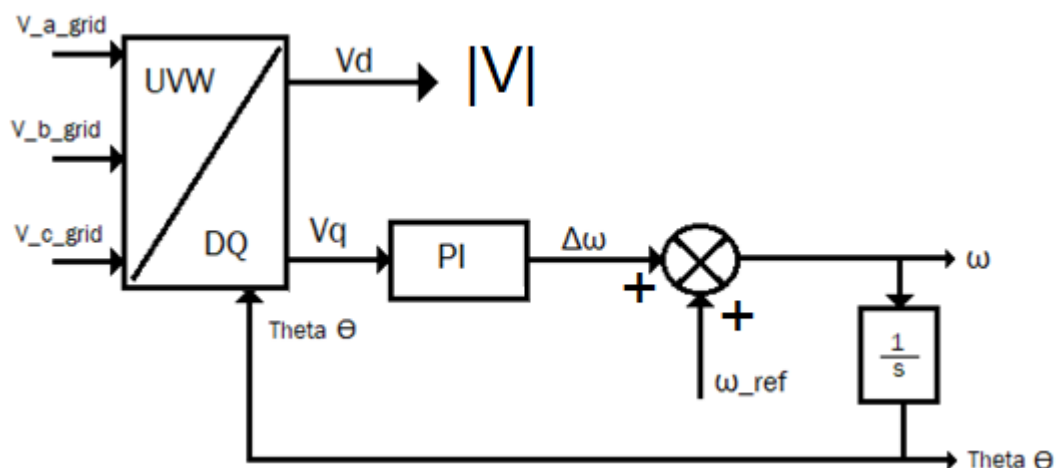 V_a_grid
V_b_grid
V_c_grid
UVW
DQ
Vd
|V|
Vq
PI
Δω
+
+
ω_ref
ω
1
s
Theta Θ
Theta Θ